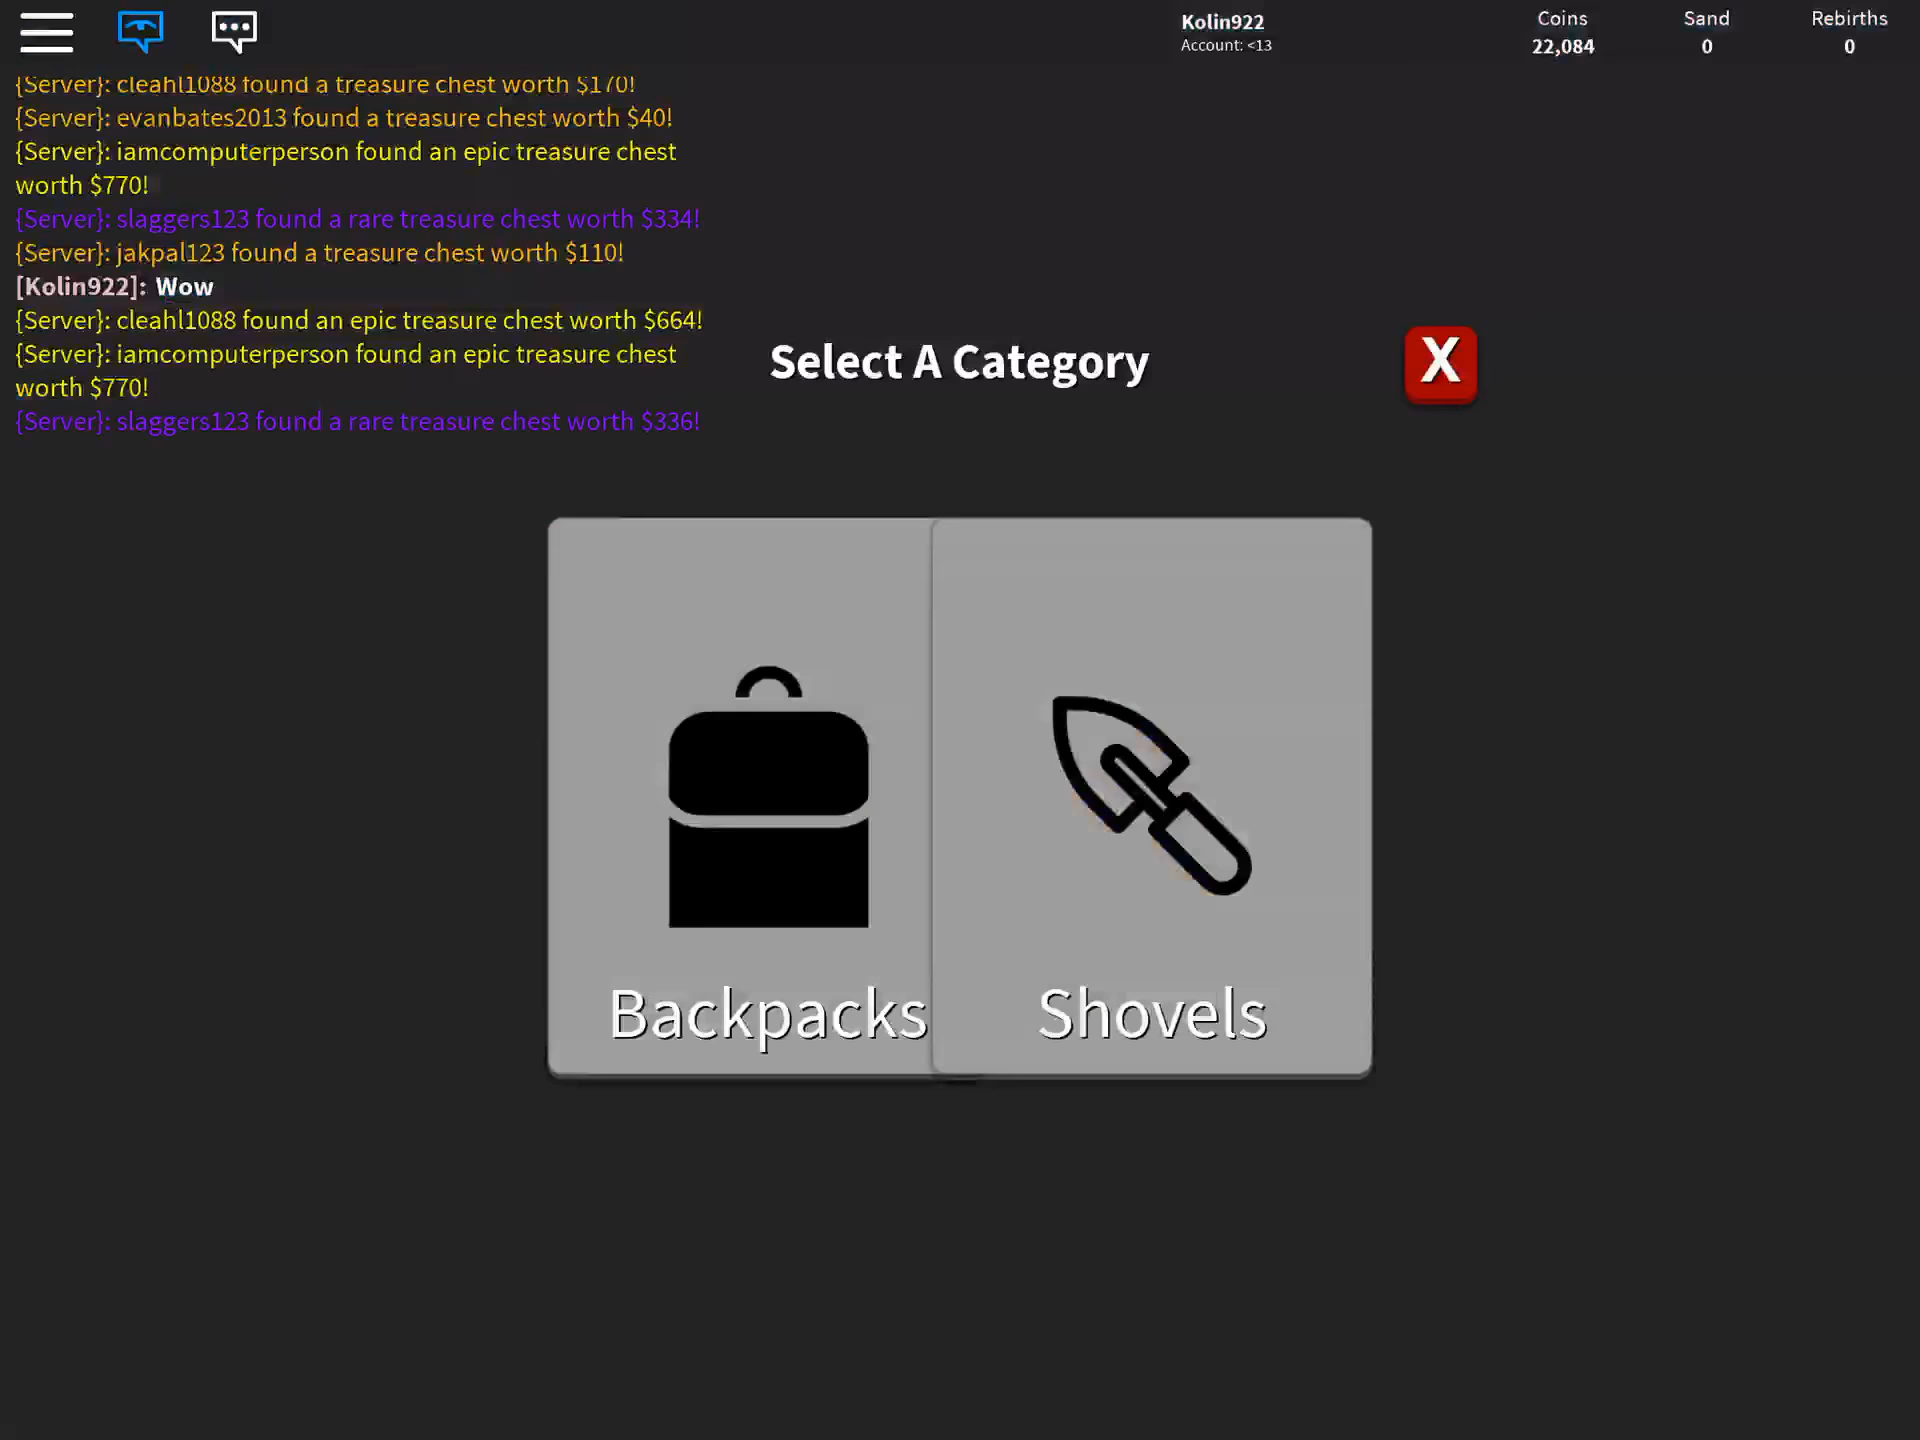 Kolin922
Account: <13
Coins
22,084
Sand
0
Rebirths
0
{Server}: cleahl1088 found a treasure chest worth $170!
{Server}: evanbates2013 found a treasure chest worth $40!
{Server}: iamcomputerperson found an epic treasure chest
worth $770!
{Server}: slaggers123 found a rare treasure chest worth $334!
{Server}: jakpal123 found a treasure chest worth $110!
[Kolin922]: Wow
{Server}: cleahl1088 found an epic treasure chest worth $664!
{Server}: iamcomputerperson found an epic treasure chest
worth $770!
{Server}: slaggers123 found a rare treasure chest worth $336!
Select A Category
X
Backpacks
Shovels